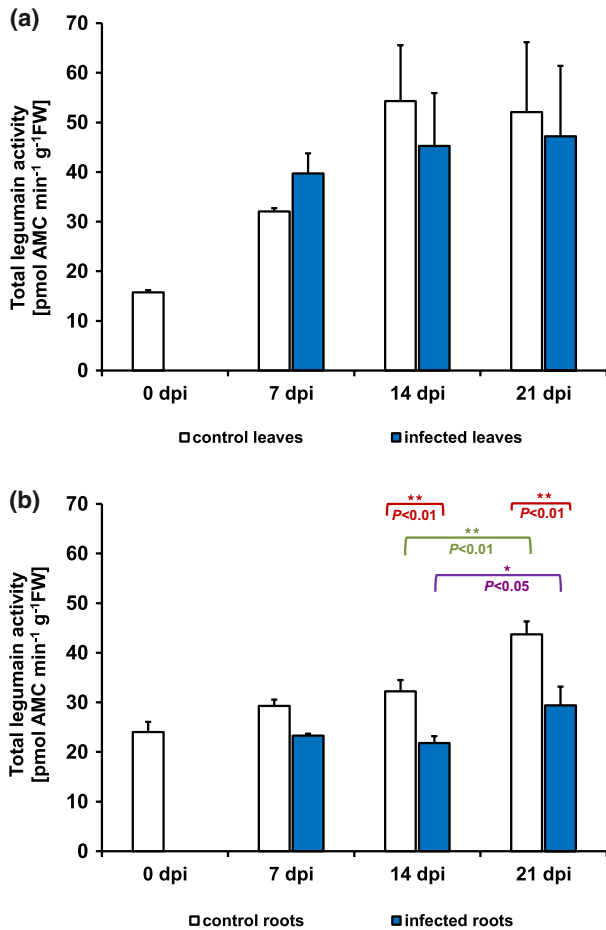 (a)
Total legumain activity
[pmol AMC min⁻¹ g⁻¹FW]
70
60
50
40
30
20
10
0
0 dpi 7 dpi 14 dpi 21 dpi
control leaves infected leaves
(b)
Total legumain activity
[pmol AMC min⁻¹ g⁻¹FW]
70
60
50
40
30
20
10
0
** **
P<0.01 P<0.01
**
P<0.01
*
P<0.05
0 dpi 7 dpi 14 dpi 21 dpi
control roots infected roots